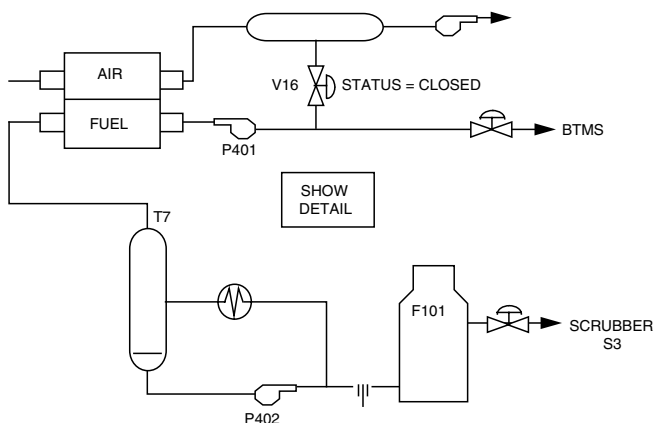 AIR
V16
STATUS = CLOSED
FUEL
P401
BTMS
SHOW
DETAIL
T7
F101
SCRUBBER
S3
P402